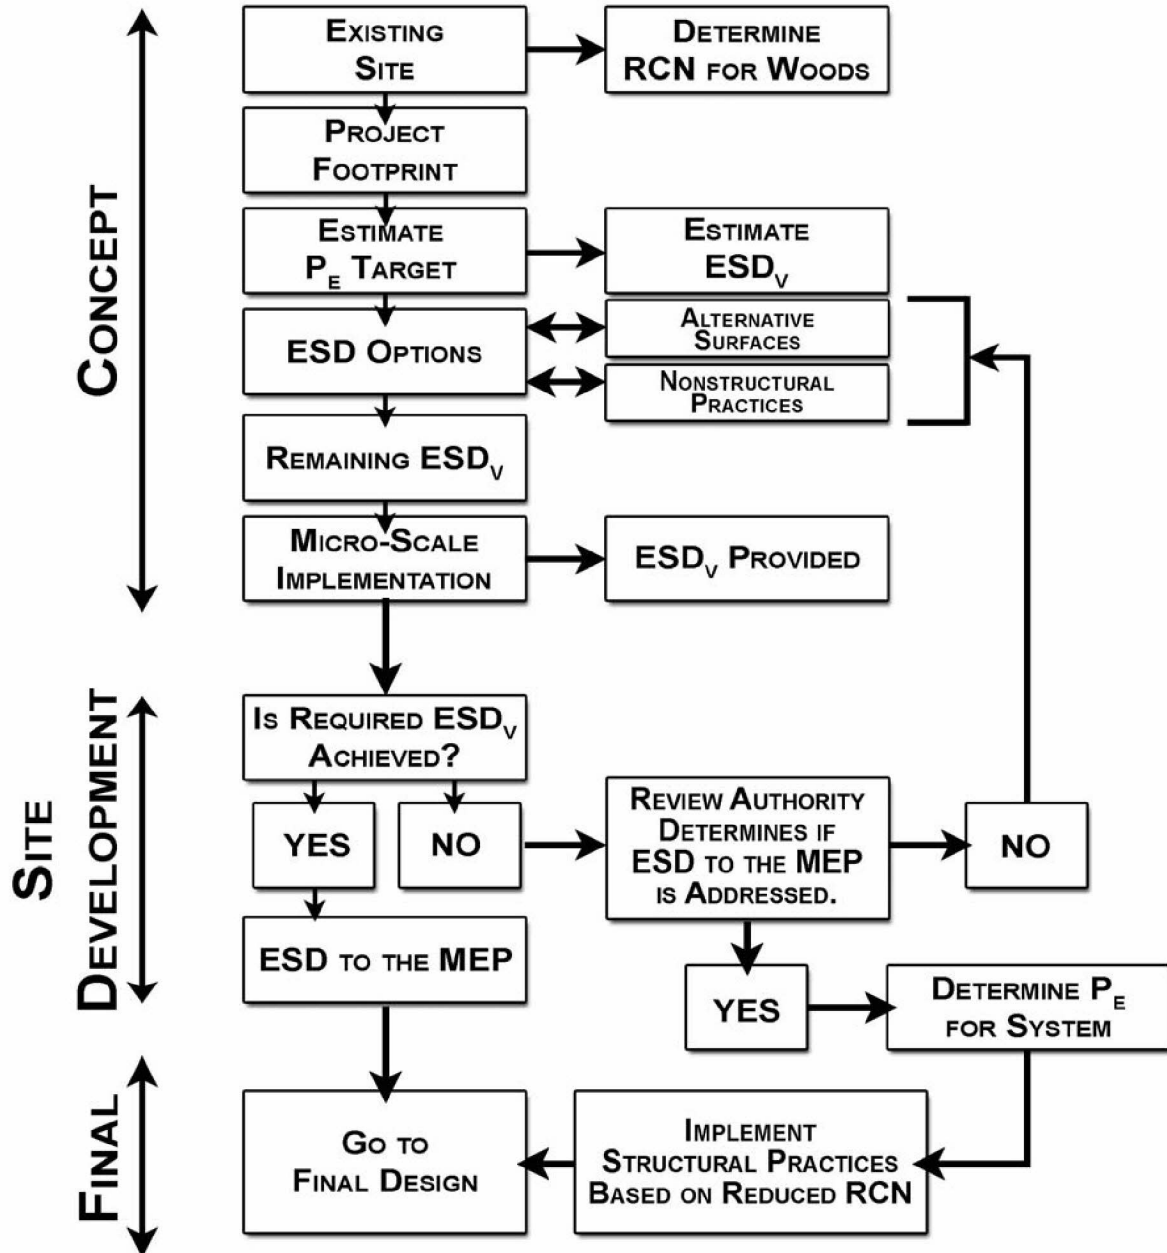 CONCEPT
EXISTING
SITE
DETERMINE
RCN FOR WOODS
PROJECT
FOOTPRINT
ESTIMATE
PE TARGET
ESTIMATE
ESDV
ESD OPTIONS
ALTERNATIVE
SURFACES
NONSTRUCTURAL
PRACTICES
REMAINING ESDV
MICRO-SCALE
IMPLEMENTATION
ESDV PROVIDED
SITE
DEVELOPMENT
IS REQUIRED ESDV
ACHIEVED?
YES
NO
REVIEW AUTHORITY
DETERMINES IF
ESD TO THE MEP
IS ADDRESSED.
NO
ESD TO THE MEP
YES
DETERMINE PE
FOR SYSTEM
FINAL
GO TO
FINAL DESIGN
IMPLEMENT
STRUCTURAL PRACTICES
BASED ON REDUCED RCN